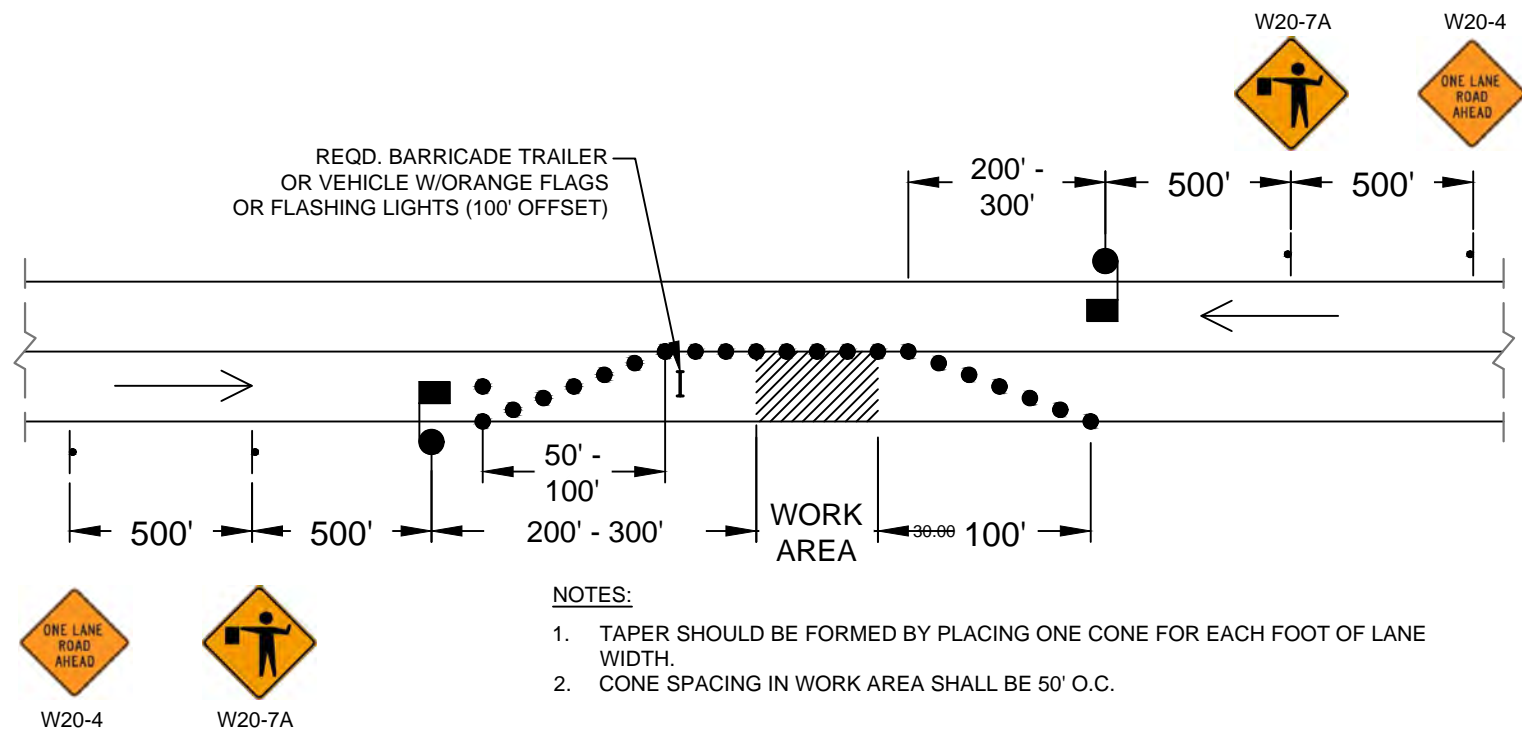 W20-7A
W20-4
ONE LANE
ROAD
AHEAD
REQD. BARRICADE TRAILER
OR VEHICLE W/ORANGE FLAGS
OR FLASHING LIGHTS (100' OFFSET)
200' -
300'
500'
500'
50' -
100'
500'
500'
200' - 300'
WORK
AREA
30.00 100'
ONE LANE
ROAD
AHEAD
W20-4
W20-7A
NOTES:
1. TAPER SHOULD BE FORMED BY PLACING ONE CONE FOR EACH FOOT OF LANE
WIDTH.
2. CONE SPACING IN WORK AREA SHALL BE 50' O.C.